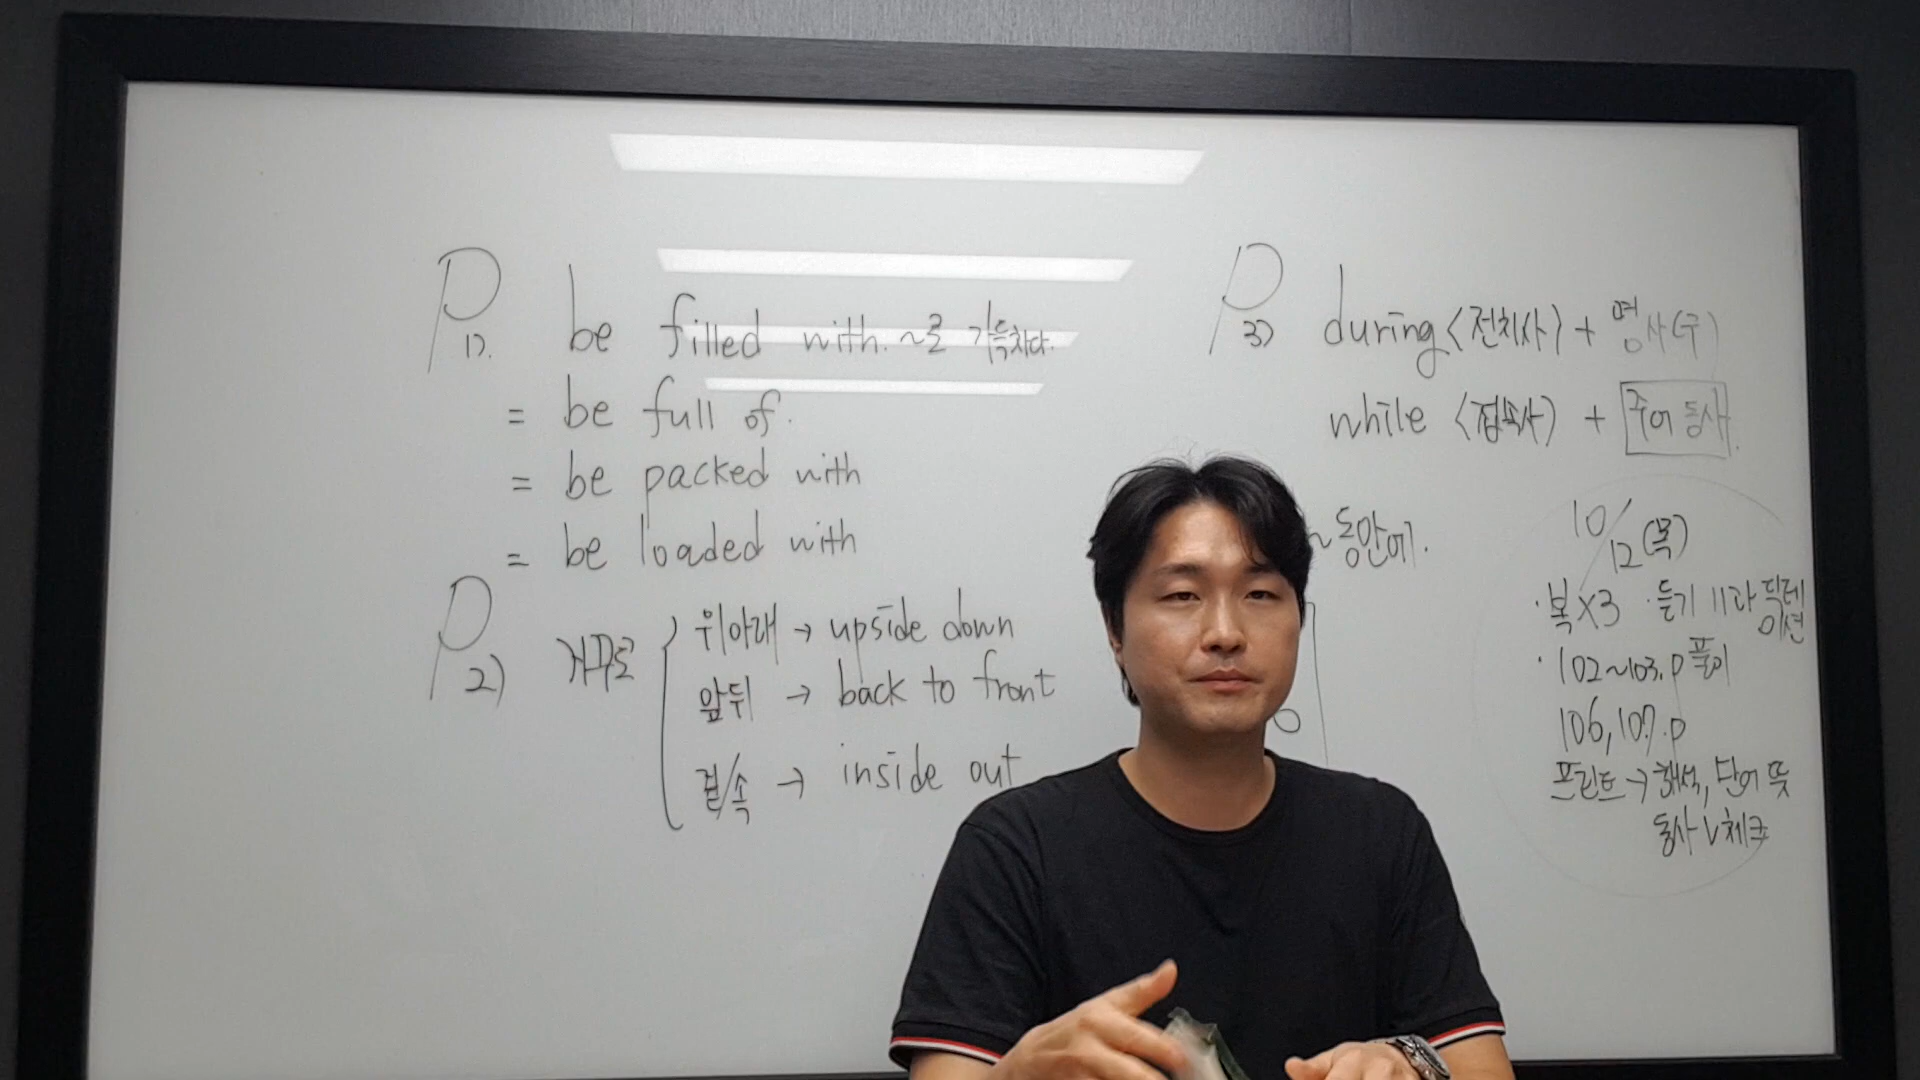 P 1). be filled with. ~로 가득차다.
= be full of.
= be packed with
= be loaded with
P 2) 거꾸로
위아래 → upside down
앞뒤 → back to front
겉/속 → inside out
P 3) during <전치사> + 명사(구)
while <접속사> + 주어 동사.
~동안에.
10/12 (목)
· 복 x3 · 듣기 11과 딕테이션
· 102~103.p 풀이
106, 107.p
프린트 → 해석, 단어 뜻
동사 V 체크